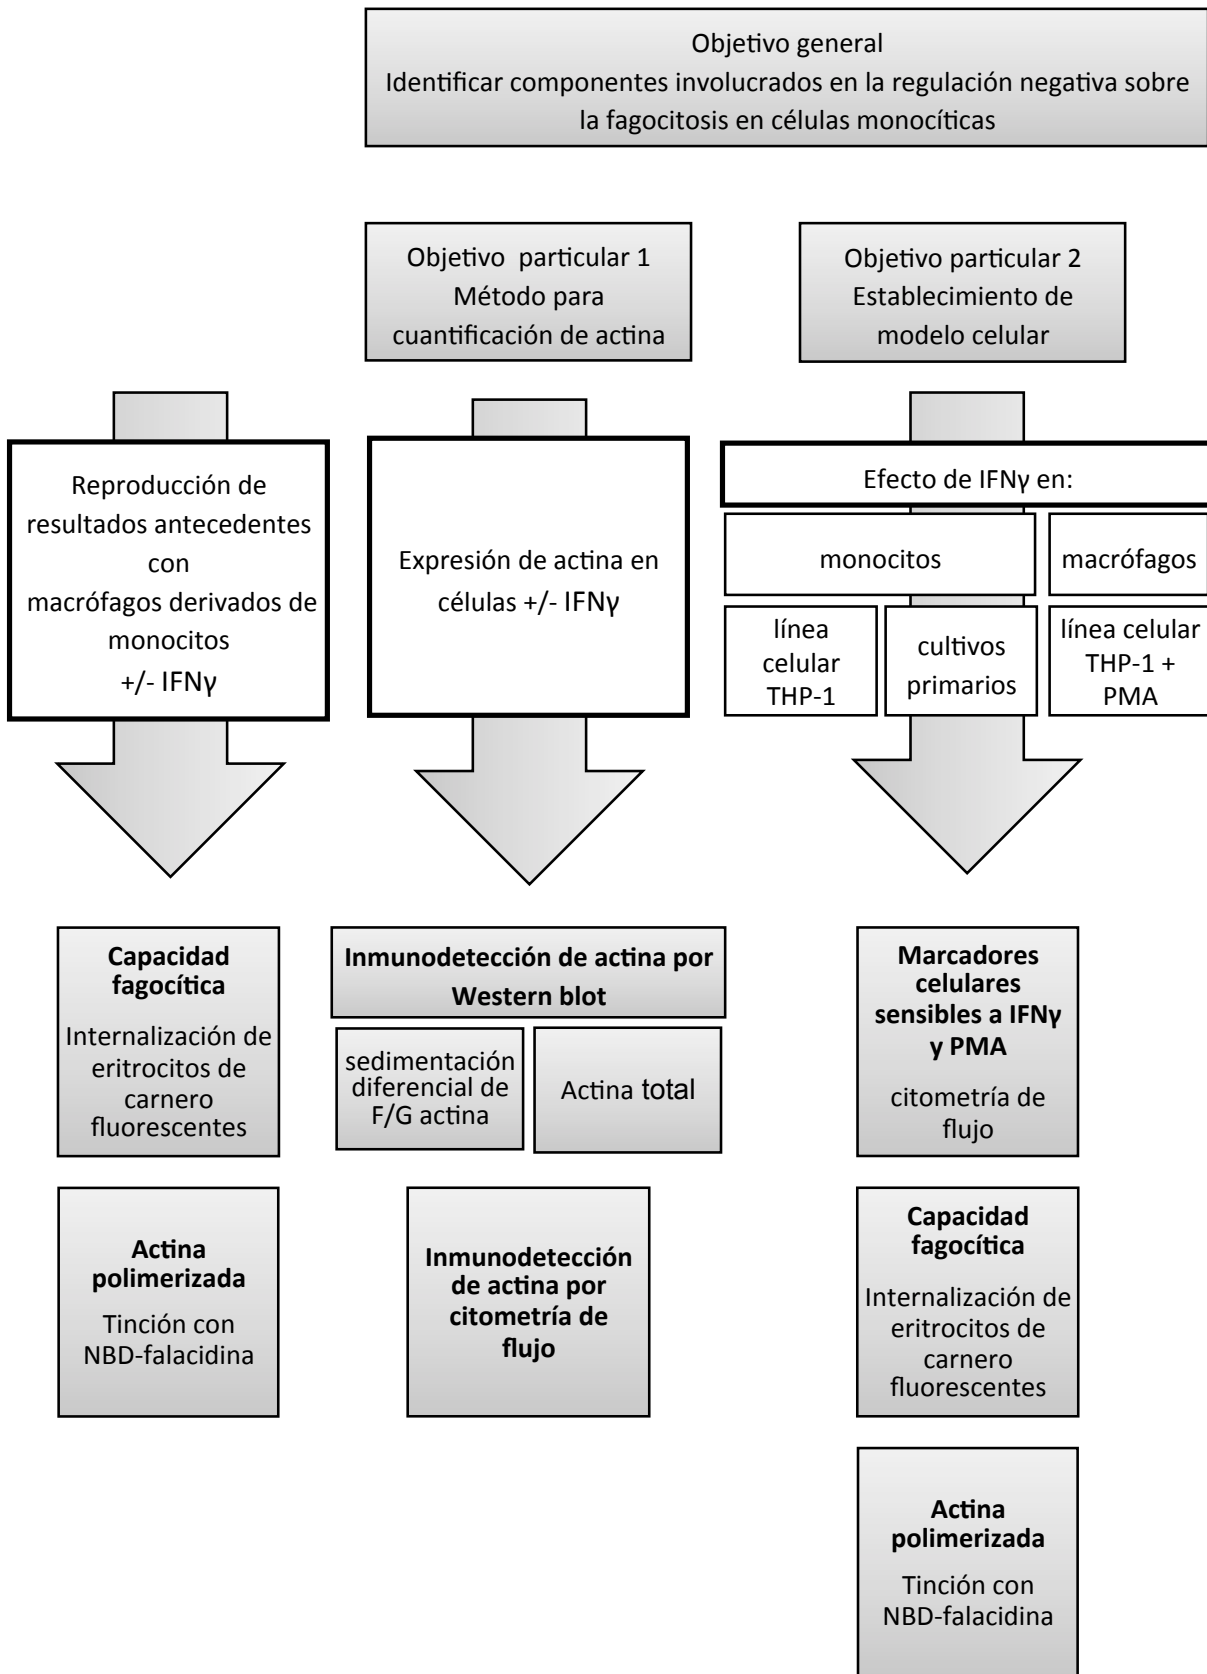 Objetivo general
Identificar componentes involucrados en la regulación negativa sobre
la fagocitosis en células monocíticas
Objetivo particular 1
Método para
cuantificación de actina
Objetivo particular 2
Establecimiento de
modelo celular
Reproducción de
resultados antecedentes
con
macrófagos derivados de
monocitos
+/- IFNγ
Expresión de actina en
células +/- IFNγ
Efecto de IFNγ en:
monocitos
macrófagos
línea
celular
THP-1
cultivos
primarios
línea celular
THP-1 +
PMA
Capacidad
fagocítica
Internalización de
eritrocitos de
carnero
fluorescentes
Inmunodetección de actina por
Western blot
sedimentación
diferencial de
F/G actina
Actina total
Marcadores
celulares
sensibles a IFNγ
y PMA
citometría de
flujo
Actina
polimerizada
Tinción con
NBD-falacidina
Inmunodetección
de actina por
citometría de
flujo
Capacidad
fagocítica
Internalización de
eritrocitos de
carnero
fluorescentes
Actina
polimerizada
Tinción con
NBD-falacidina